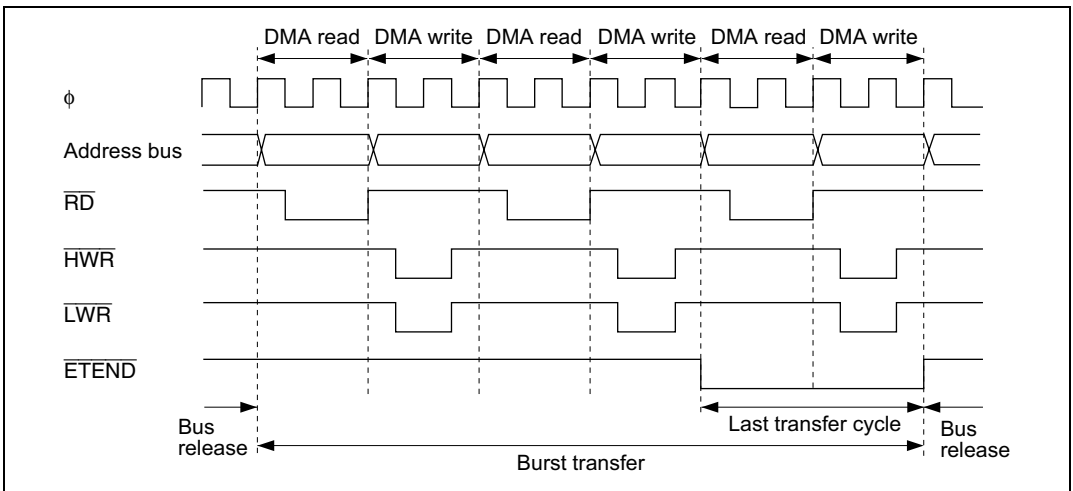 DMA read DMA write DMA read DMA write DMA read DMA write
ϕ
Address bus
RD
HWR
LWR
ETEND
Bus release
Last transfer cycle
Bus release
Burst transfer